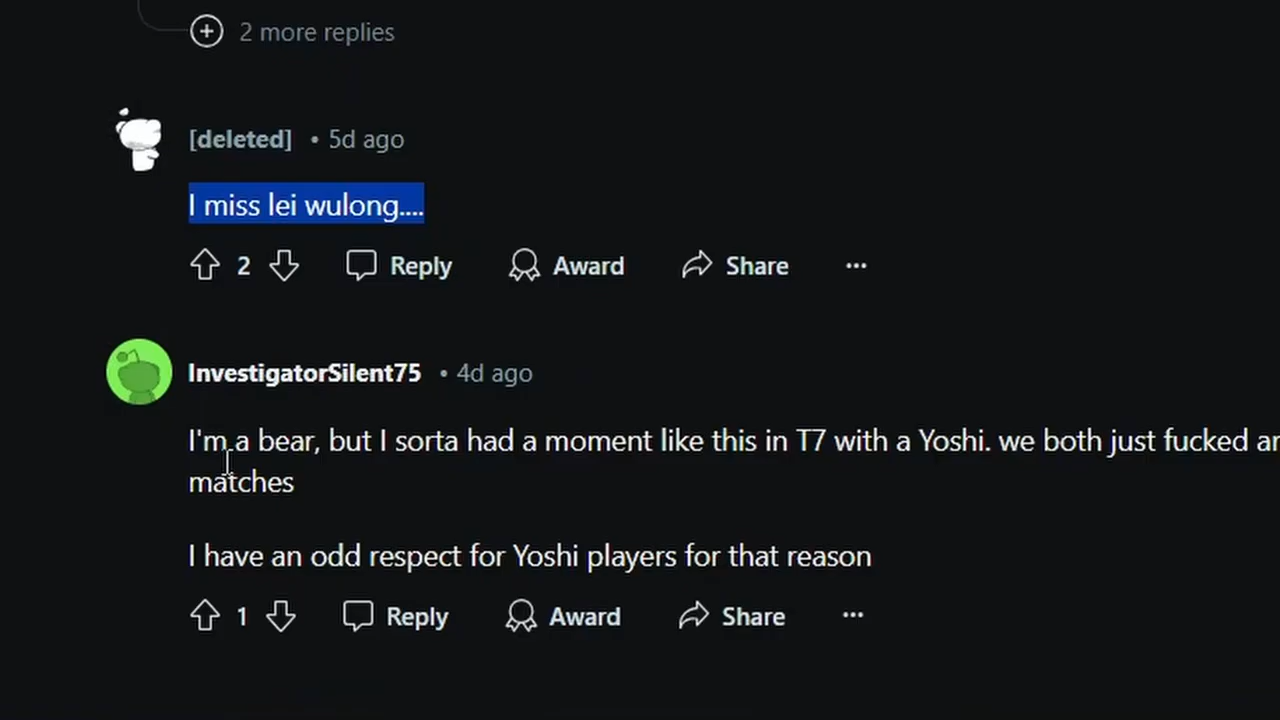 2 more replies
[deleted] • 5d ago
I miss lei wulong....
2 Reply Award Share ...
InvestigatorSilent75 • 4d ago
I'm a bear, but I sorta had a moment like this in T7 with a Yoshi. we both just fucked
matches
I have an odd respect for Yoshi players for that reason
1 Reply Award Share ...